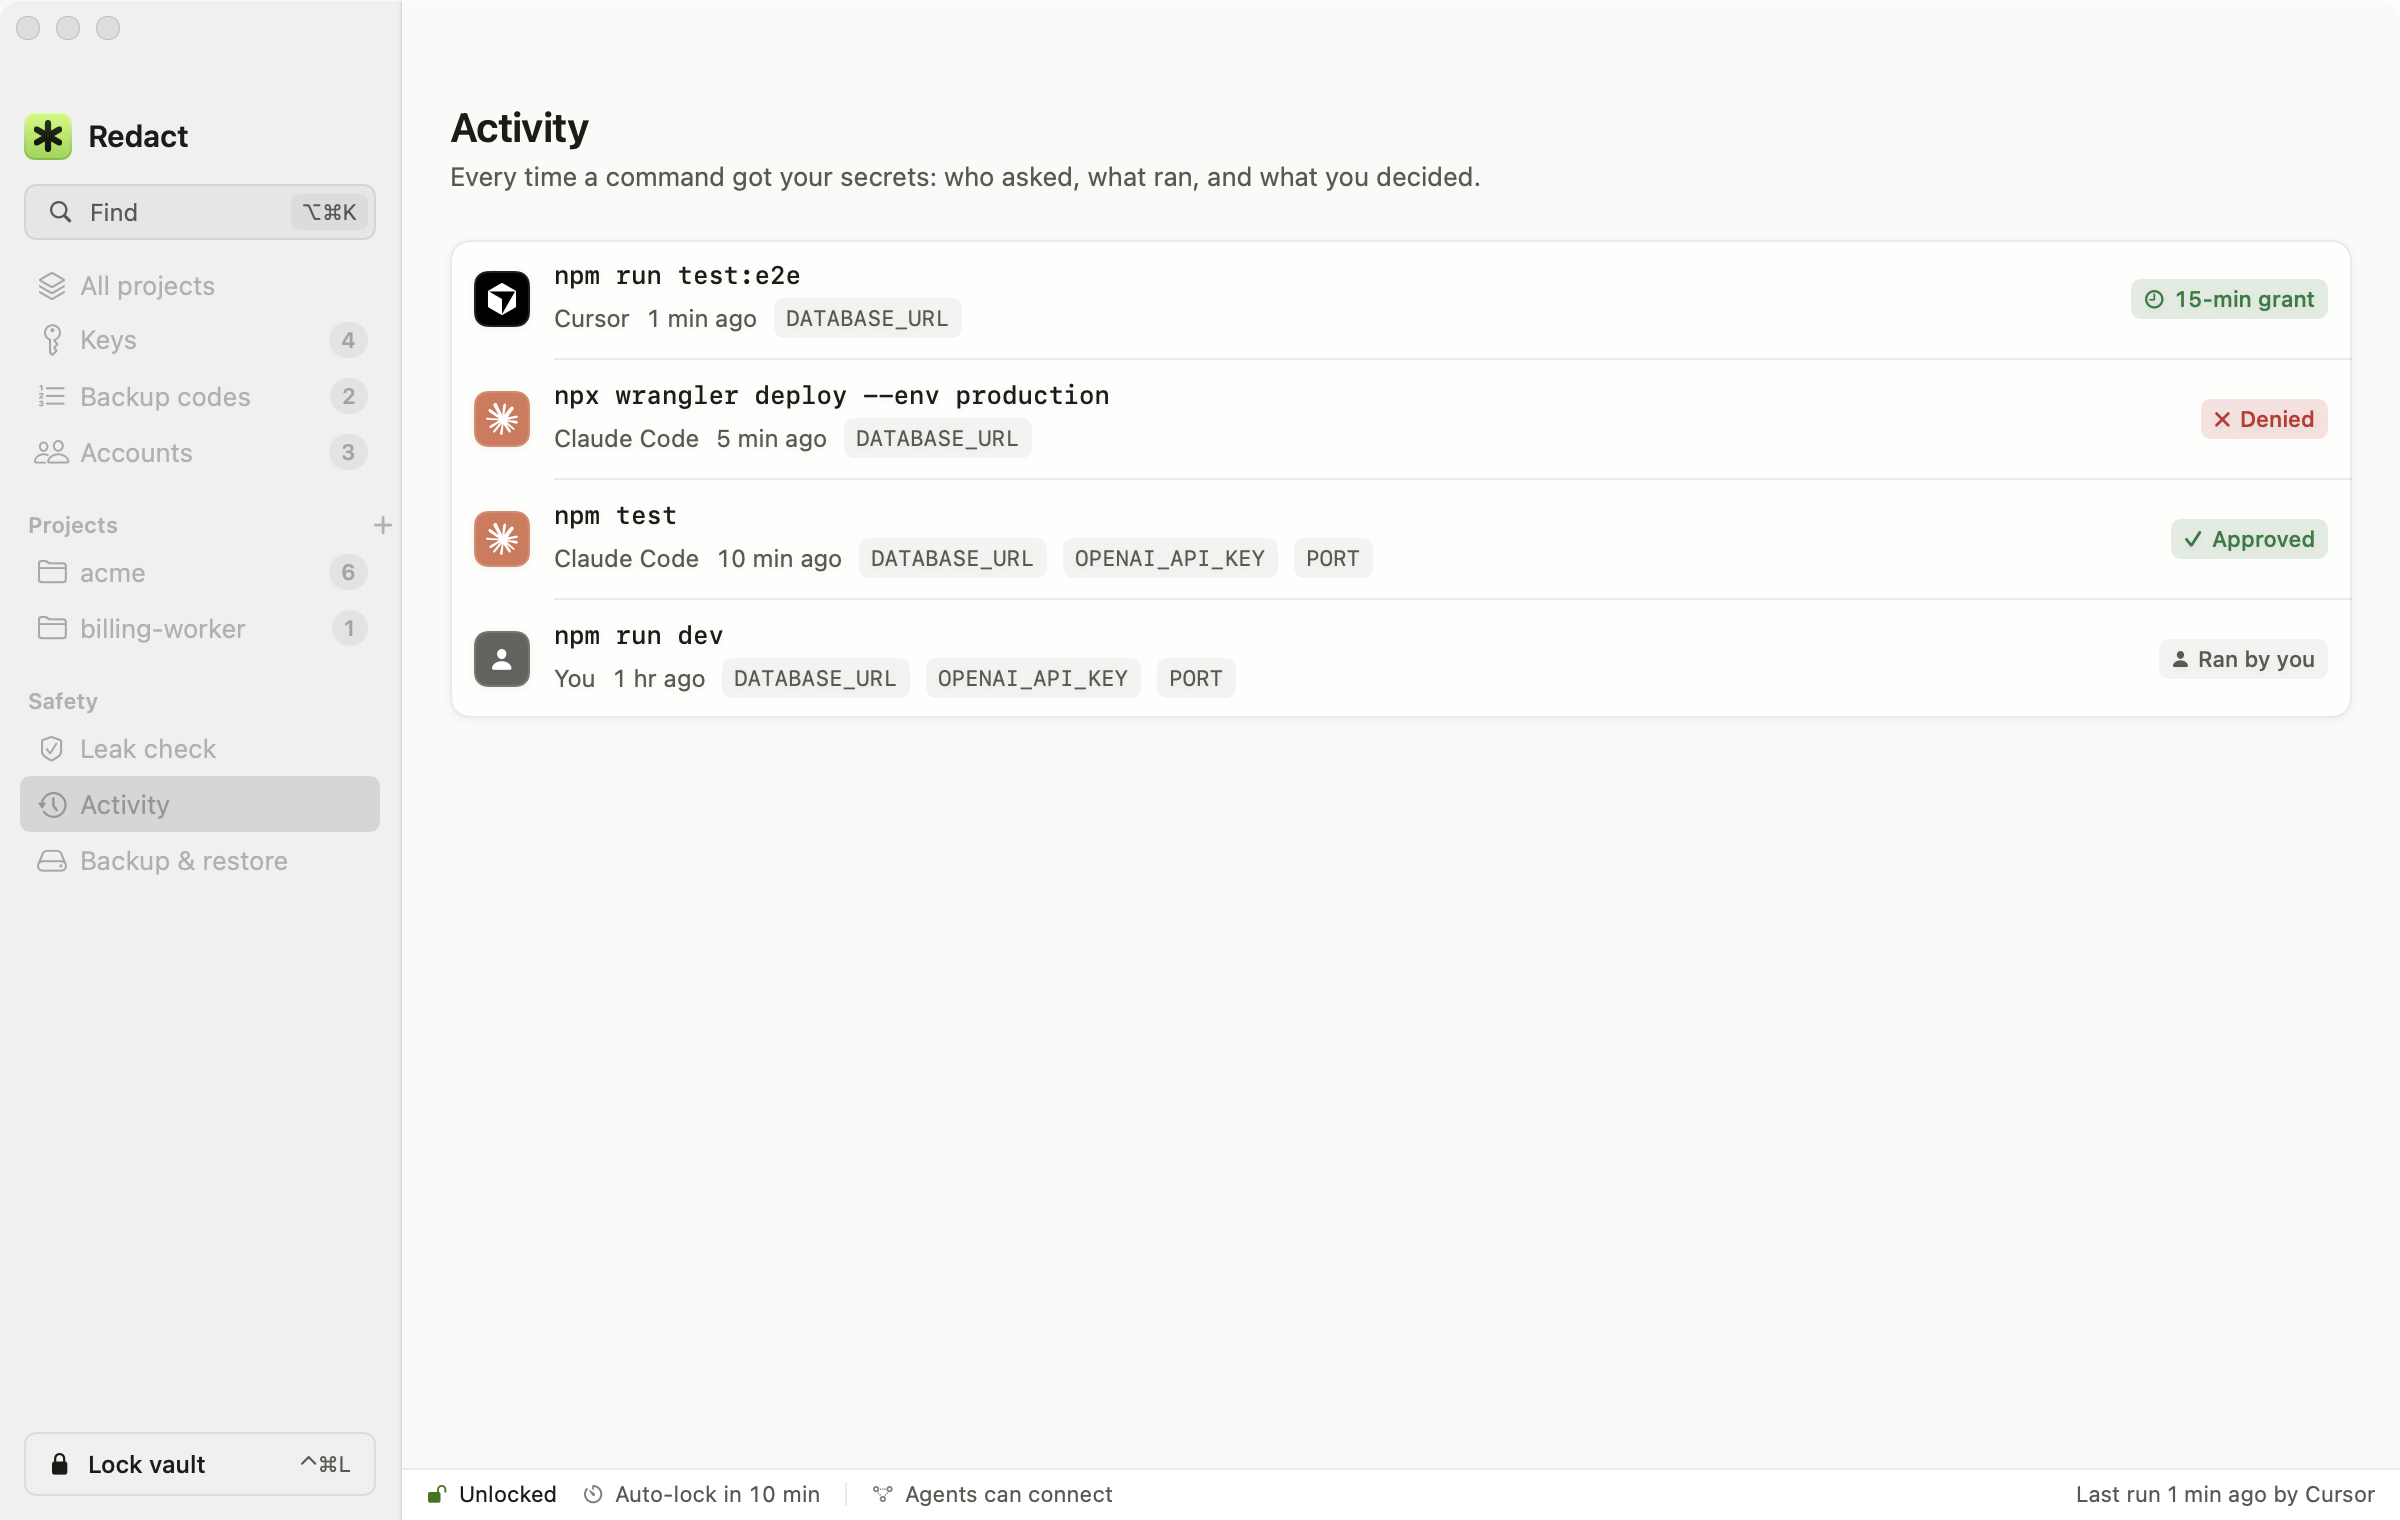 Redact
Find ⌥⌘K
All projects
Keys 4
Backup codes 2
Accounts 3
Projects +
acme 6
billing-worker 1
Safety
Leak check
Activity
Backup & restore
Lock vault ^⌘L
Activity
Every time a command got your secrets: who asked, what ran, and what you decided.
npm run test:e2e
Cursor 1 min ago DATABASE_URL
15-min grant
npx wrangler deploy --env production
Claude Code 5 min ago DATABASE_URL
Denied
npm test
Claude Code 10 min ago DATABASE_URL OPENAI_API_KEY PORT
Approved
npm run dev
You 1 hr ago DATABASE_URL OPENAI_API_KEY PORT
Ran by you
Unlocked Auto-lock in 10 min Agents can connect Last run 1 min ago by Cursor